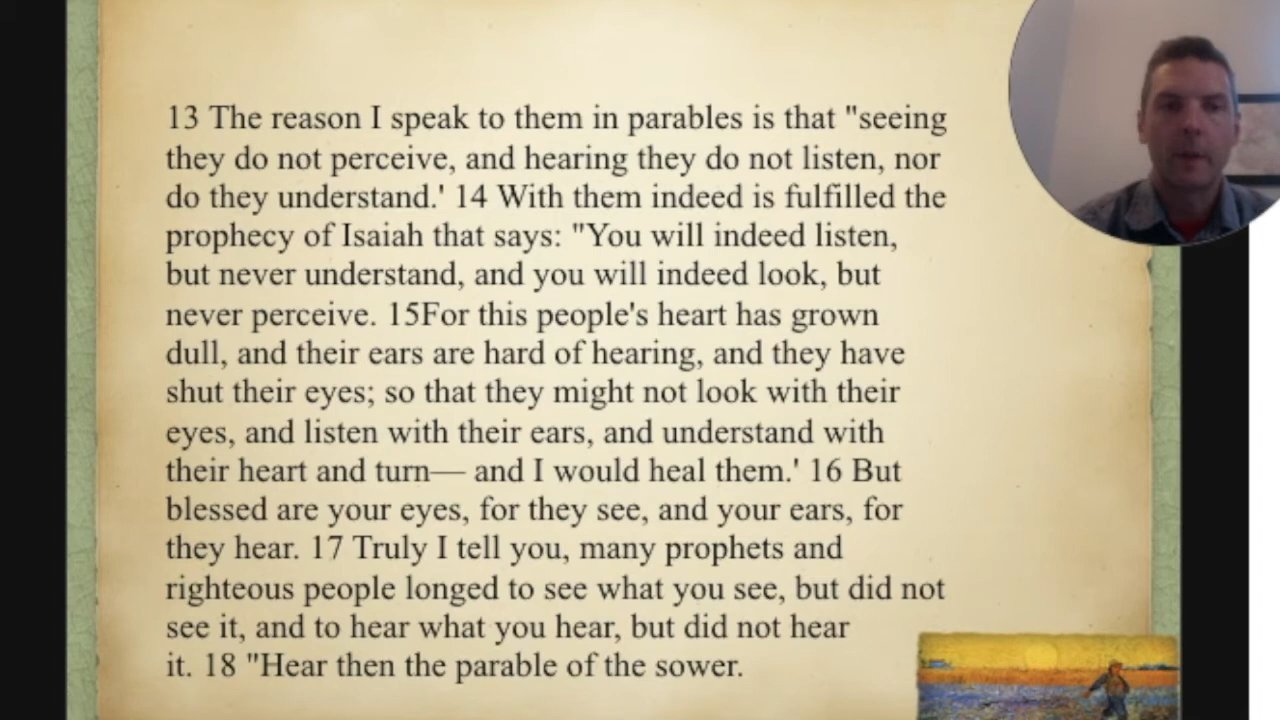 13 The reason I speak to them in parables is that "seeing
they do not perceive, and hearing they do not listen, nor
do they understand.' 14 With them indeed is fulfilled the
prophecy of Isaiah that says: "You will indeed listen,
but never understand, and you will indeed look, but
never perceive. 15For this people's heart has grown
dull, and their ears are hard of hearing, and they have
shut their eyes; so that they might not look with their
eyes, and listen with their ears, and understand with
their heart and turn— and I would heal them.' 16 But
blessed are your eyes, for they see, and your ears, for
they hear. 17 Truly I tell you, many prophets and
righteous people longed to see what you see, but did not
see it, and to hear what you hear, but did not hear
it. 18 "Hear then the parable of the sower.